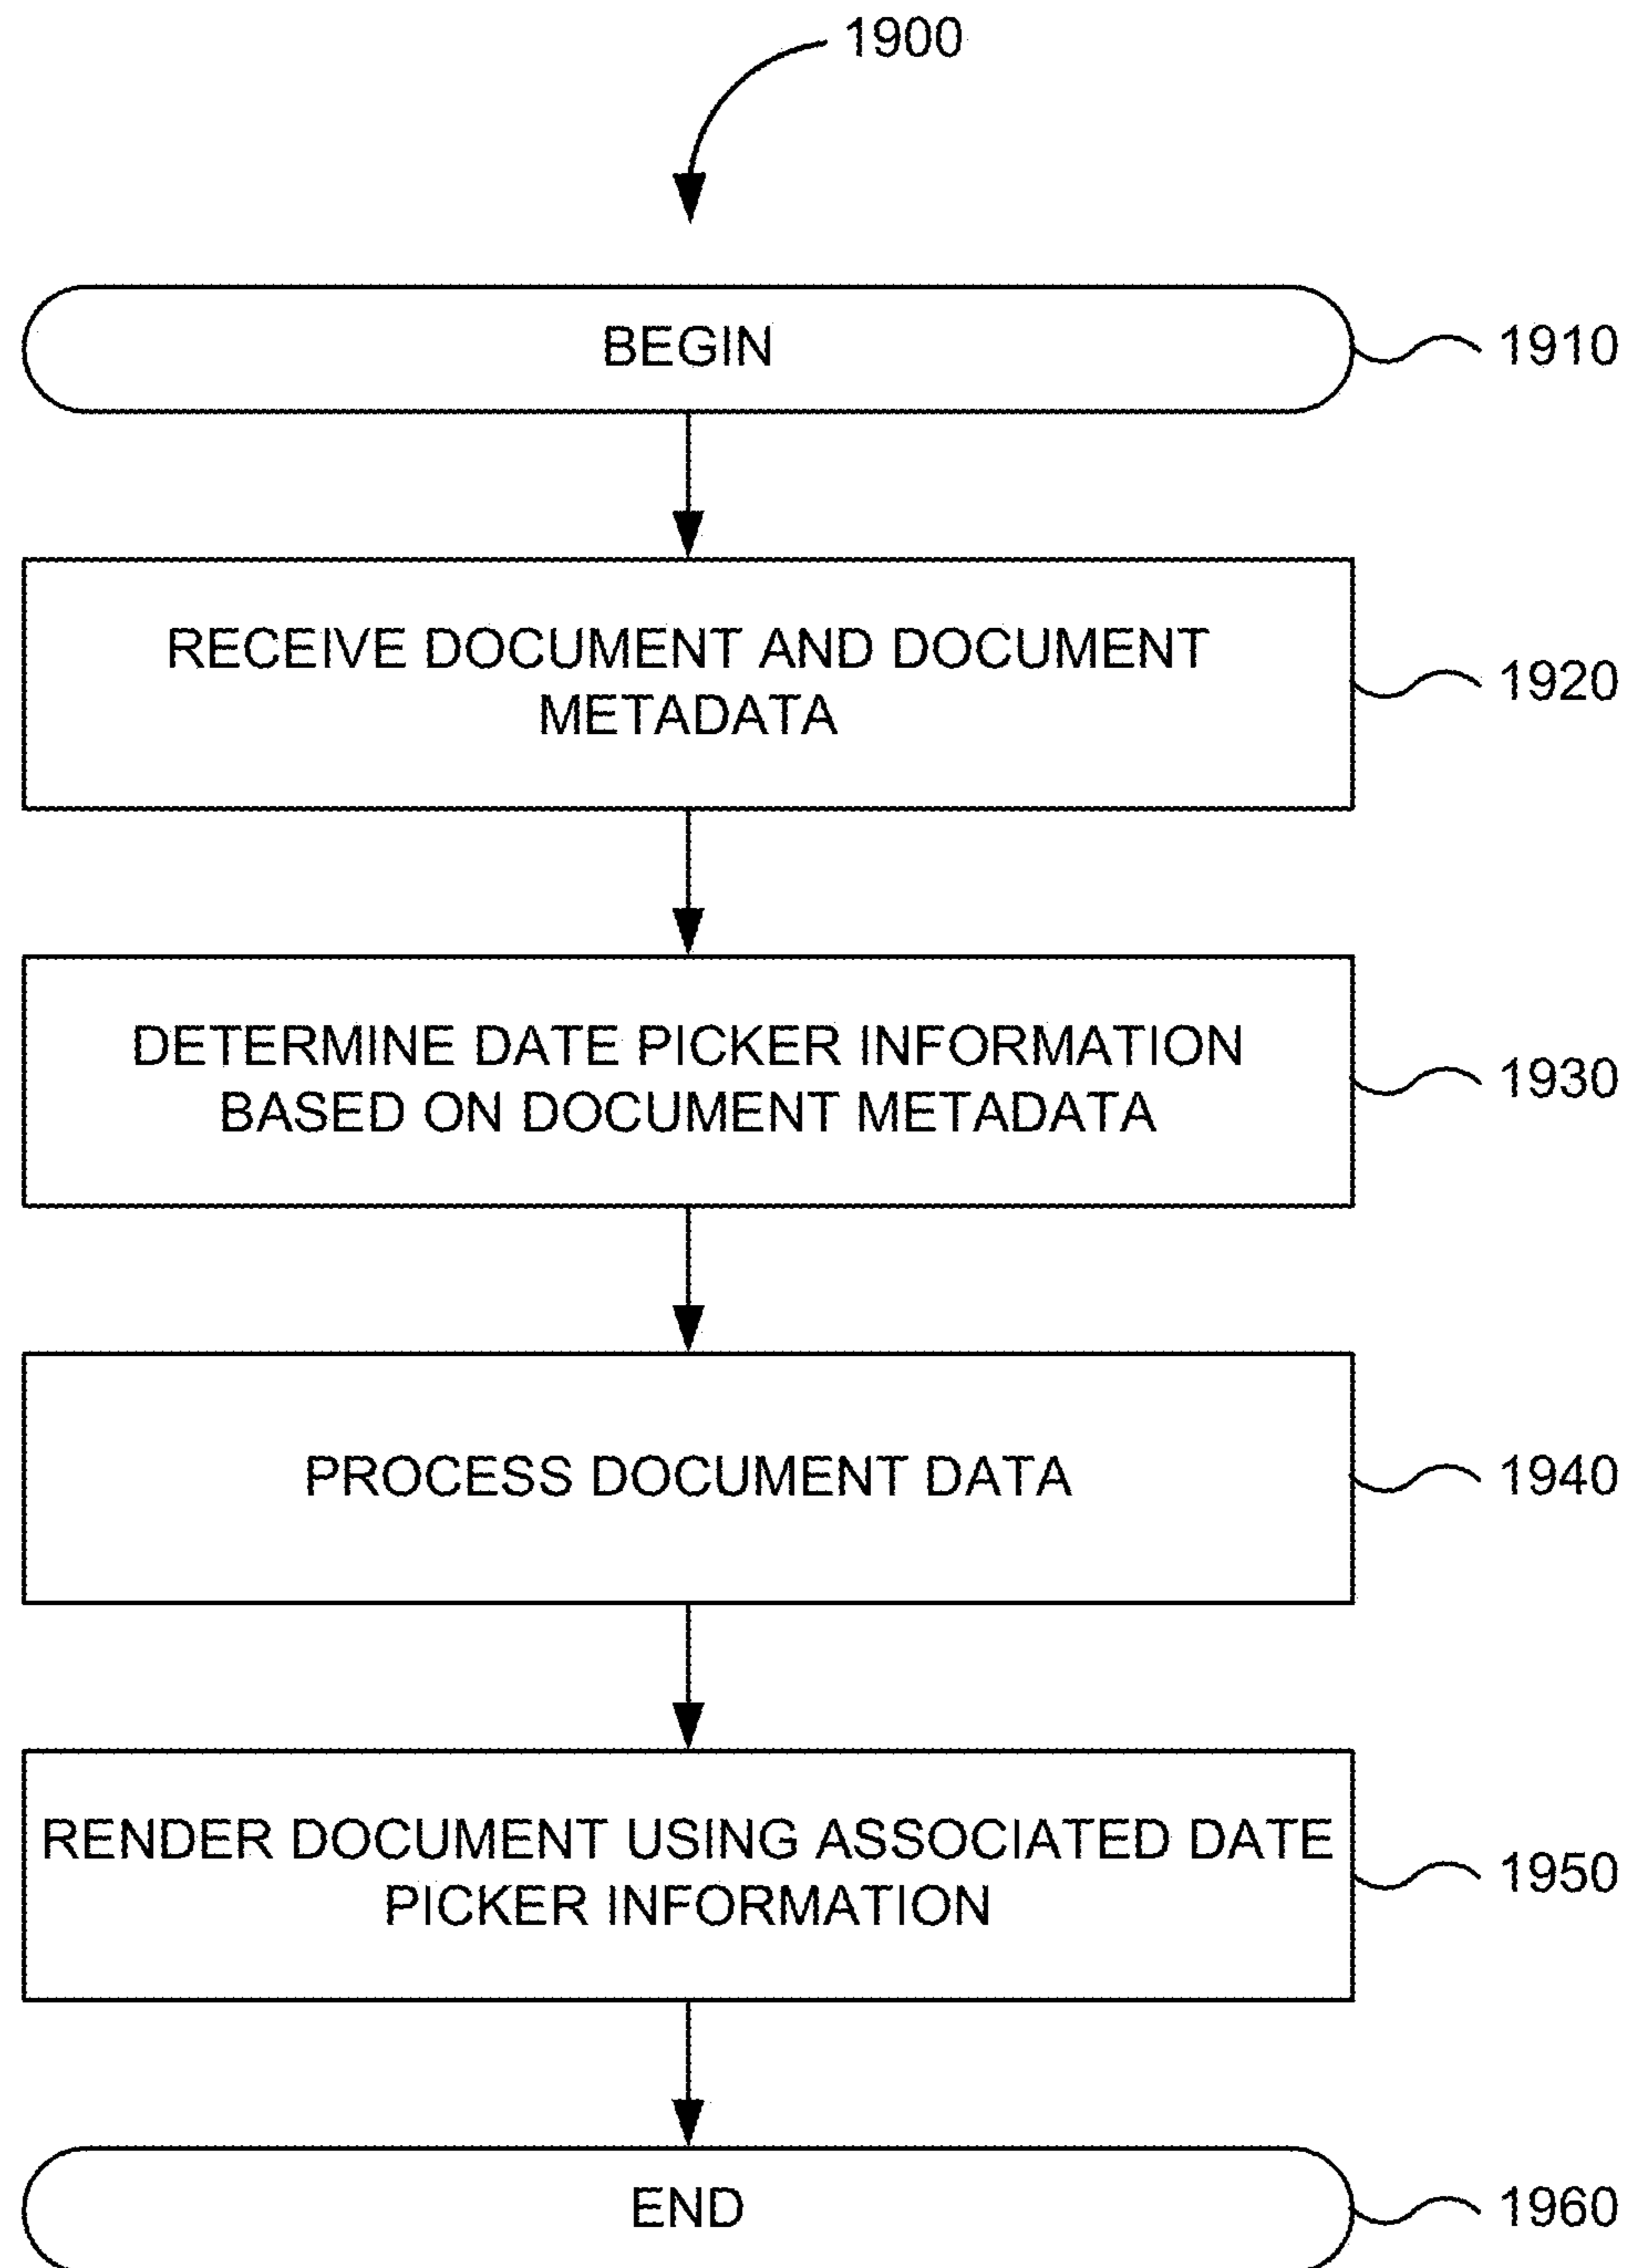 1900
BEGIN
1910
RECEIVE DOCUMENT AND DOCUMENT
METADATA
1920
DETERMINE DATE PICKER INFORMATION
BASED ON DOCUMENT METADATA
1930
PROCESS DOCUMENT DATA
1940
RENDER DOCUMENT USING ASSOCIATED DATE
PICKER INFORMATION
1950
END
1960